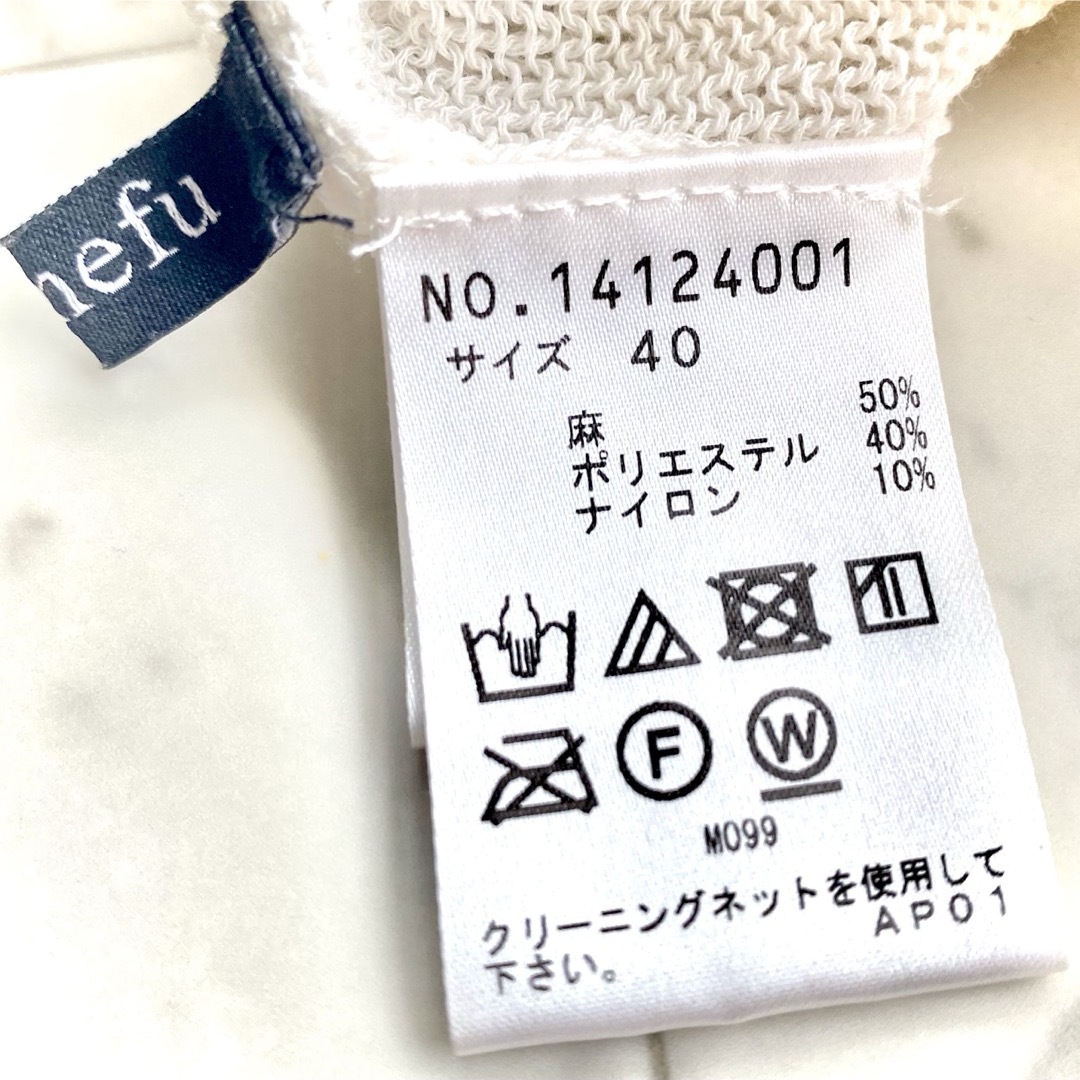 nefu
NO.14124001
サイズ 40
麻 50%
ポリエステル 40%
ナイロン 10%
F W
M099
クリーニングネットを使用して
下さい。
AP01